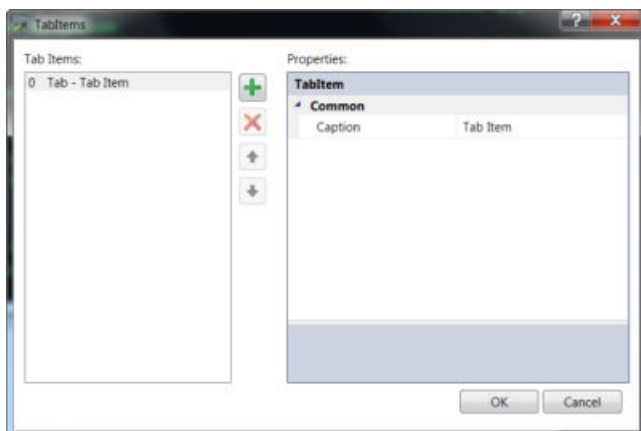 TabItems
Tab Items:
Properties:
0 Tab - Tab Item
TabItem
Common
Caption Tab Item
OK Cancel